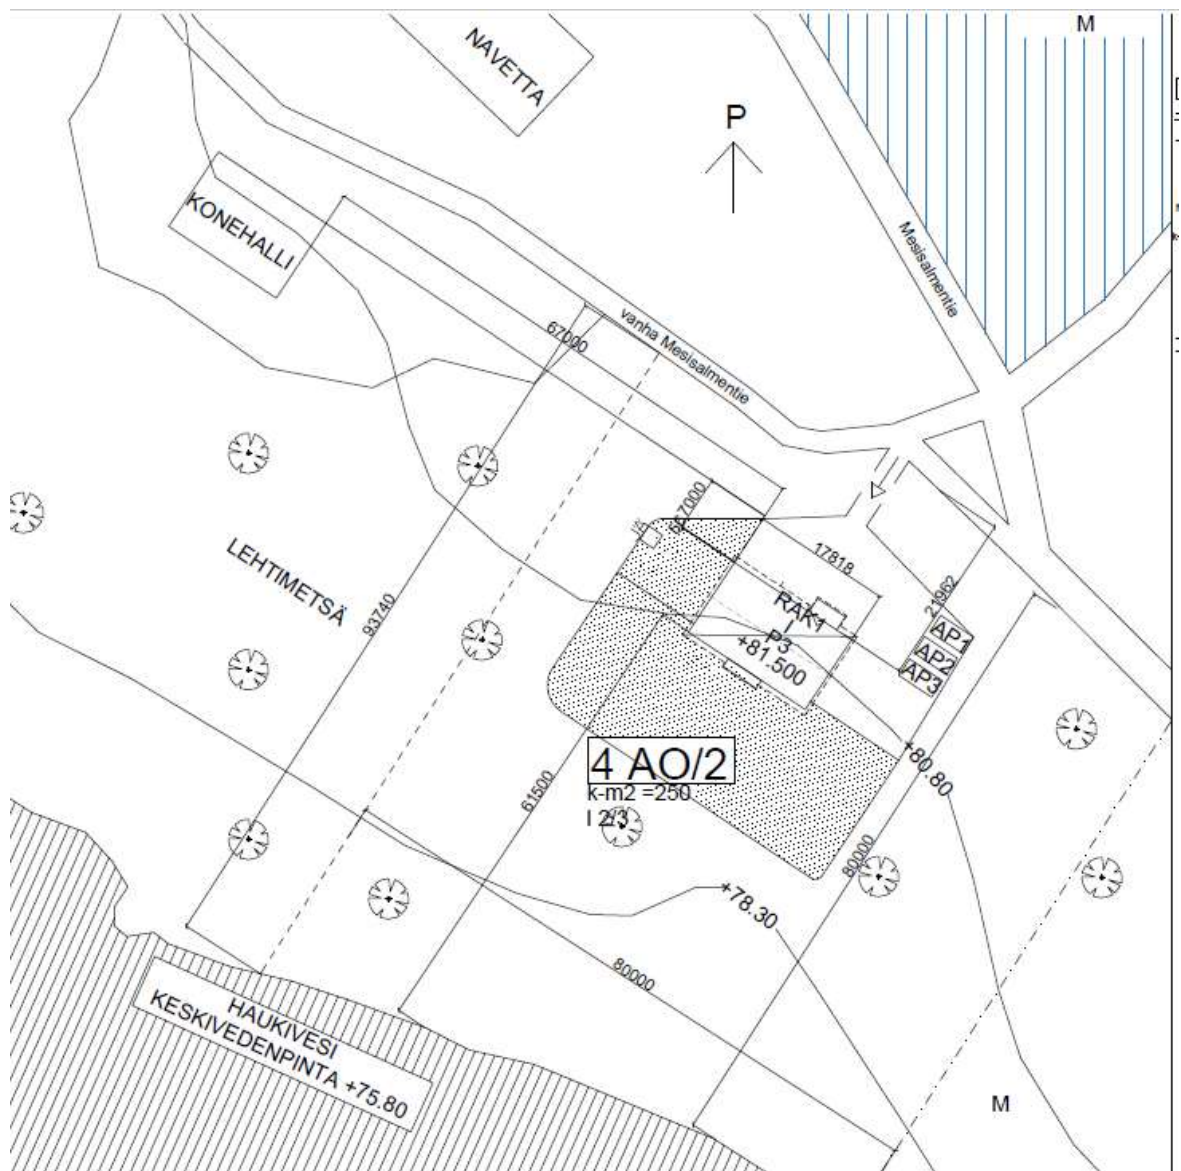 M
NAVETTA
P
KONEHALLI
Mesisalmentie
67000
vanha Mesisalmentie
17818
LEHTIMETSÄ
93740
21962
RAK1
P3
+81.500
AP1
AP2
AP3
4 AO/2
k-m2 =250
I 2/3
61500
+80.80
80000
+78.30
80000
HAUKIVESI
KESKIVEDENPINTA +75.80
M